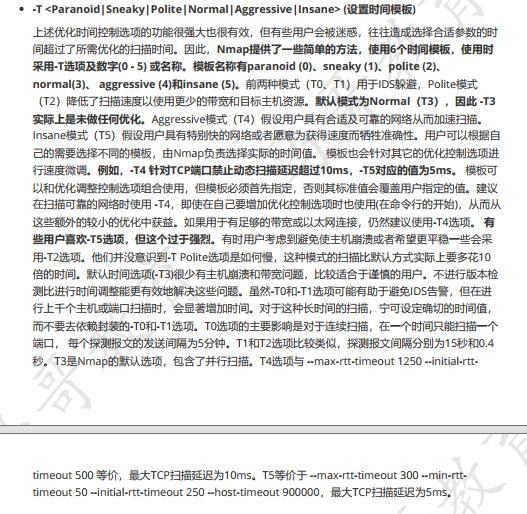 -T <Paranoid|Sneaky|Polite|Normal|Aggressive|Insane> (设置时间模板)
上述优化时间控制选项的功能很强大也很有效，但有些用户会被迷惑，往往造成选择合适参数的时
间超过了所需优化的扫描时间。因此，Nmap提供了一些简单的方法，使用6个时间模板，使用时
采用-T选项及数字(0 - 5) 或名称。模板名称有paranoid (0)、sneaky (1)、polite (2)、
normal(3)、 aggressive (4)和insane (5)。前两种模式（T0、T1）用于IDS躲避，Polite模式
（T2）降低了扫描速度以使用更少的带宽和目标主机资源。默认模式为Normal（T3），因此 -T3
实际上是未做任何优化。Aggressive模式（T4）假设用户具有合适及可靠的网络从而加速扫描。
Insane模式（T5）假设用户具有特别快的网络或者愿意为获得速度而牺牲准确性。用户可以根据自
己的需要选择不同的模板，由Nmap负责选择实际的时间值。 模板也会针对其它的优化控制选项进
行速度微调。例如，-T4 针对TCP端口禁止动态扫描延迟超过10ms，-T5对应的值为5ms。 模板可
以和优化调整控制选项组合使用，但模板必须首先指定，否则其标准值会覆盖用户指定的值。建议
在扫描可靠的网络时使用 -T4，即使在自己要增加优化控制选项时也使用(在命令行的开始)，从而从
这些额外的较小的优化中获益。如果用于有足够的带宽或以太网连接，仍然建议使用-T4选项。 有
些用户喜欢-T5选项，但这个过于强烈。有时用户考虑到避免使主机崩溃或者希望更平稳一些会采
用-T2选项。他们并没意识到-T Polite选项是如何慢，这种模式的扫描比默认方式实际上要多花10
倍的时间。默认时间选项(-T3)很少有主机崩溃和带宽问题，比较适合于谨慎的用户。不进行版本检
测比进行时间调整能更有效地解决这些问题。虽然-T0和-T1选项可能有助于避免IDS告警，但在进
行上千个主机或端口扫描时，会显著增加时间。对于这种长时间的扫描，宁可设定确切的时间值，
而不要去依赖封装的-T0和-T1选项。T0选项的主要影响是对于连续扫描，在一个时间只能扫描一个
端口， 每个探测报文的发送间隔为5分钟。T1和T2选项比较类似，探测报文间隔分别为15秒和0.4
秒。T3是Nmap的默认选项，包含了并行扫描。T4选项与 --max-rtt-timeout 1250 --initial-rtt-
timeout 500 等价，最大TCP扫描延迟为10ms。T5等价于 --max-rtt-timeout 300 --min-rtt-
timeout 50 --initial-rtt-timeout 250 --host-timeout 900000，最大TCP扫描延迟为5ms。